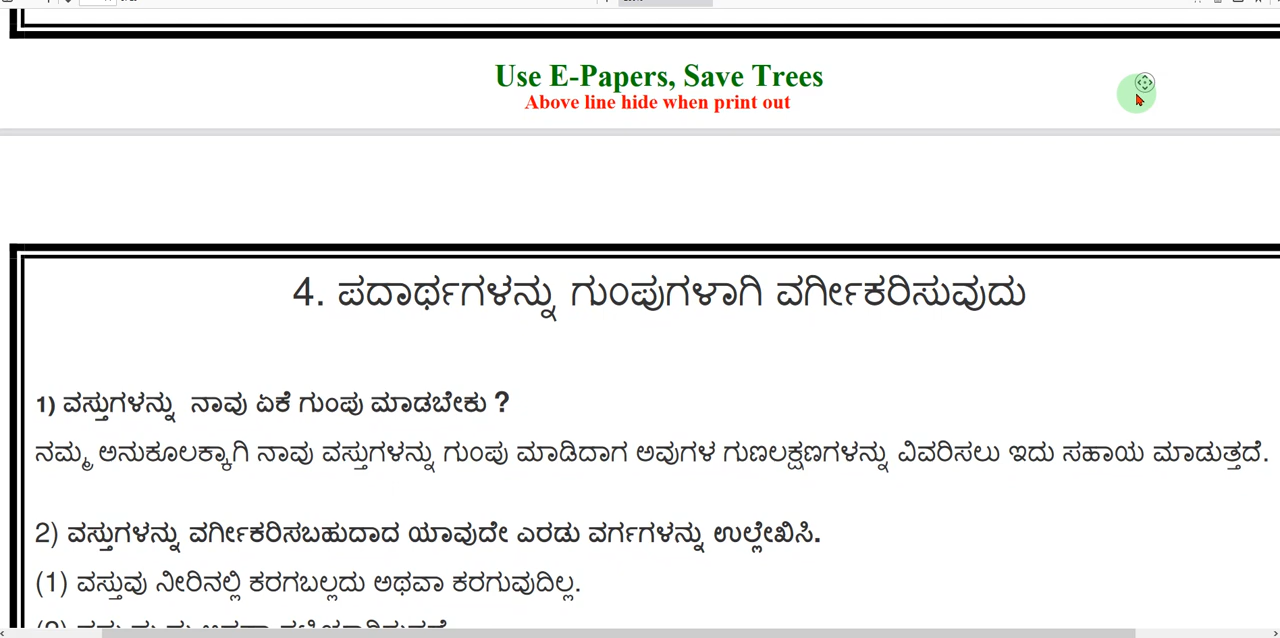 Use E-Papers, Save Trees
Above line hide when print out
4. ಪದಾರ್ಥಗಳನ್ನು ಗುಂಪುಗಳಾಗಿ ವರ್ಗೀಕರಿಸುವುದು
1) ವಸ್ತುಗಳನ್ನು ನಾವು ಏಕೆ ಗುಂಪು ಮಾಡಬೇಕು ?
ನಮ್ಮ ಅನುಕೂಲಕ್ಕಾಗಿ ನಾವು ವಸ್ತುಗಳನ್ನು ಗುಂಪು ಮಾಡಿದಾಗ ಅವುಗಳ ಗುಣಲಕ್ಷಣಗಳನ್ನು ವಿವರಿಸಲು ಇದು ಸಹಾಯ ಮಾಡುತ್ತದೆ.
2) ವಸ್ತುಗಳನ್ನು ವರ್ಗೀಕರಿಸಬಹುದಾದ ಯಾವುದೇ ಎರಡು ವರ್ಗಗಳನ್ನು ಉಲ್ಲೇಖಿಸಿ.
(1) ವಸ್ತುವು ನೀರಿನಲ್ಲಿ ಕರಗಬಲ್ಲದು ಅಥವಾ ಕರಗುವುದಿಲ್ಲ.